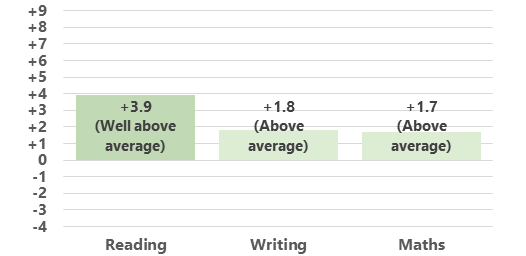 +9
+8
+7
+6
+5
+4
+3
+2
+1
0
-1
-2
-3
-4
+3.9
(Well above
average)
+1.8
(Above
average)
+1.7
(Above
average)
Reading
Writing
Maths